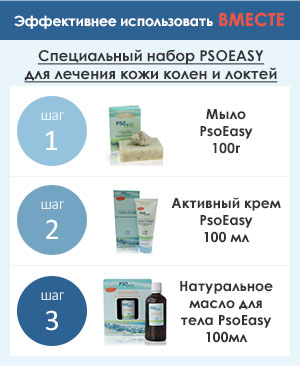 Эффективнее использовать ВМЕСТЕ
Специальный набор PSOEASY
для лечения кожи колен и локтей
шаг
1
Мыло
PsoEasy
100г
шаг
2
Активный крем
PsoEasy
100 мл
шаг
3
Натуральное
масло для
тела PsoEasy
100мл